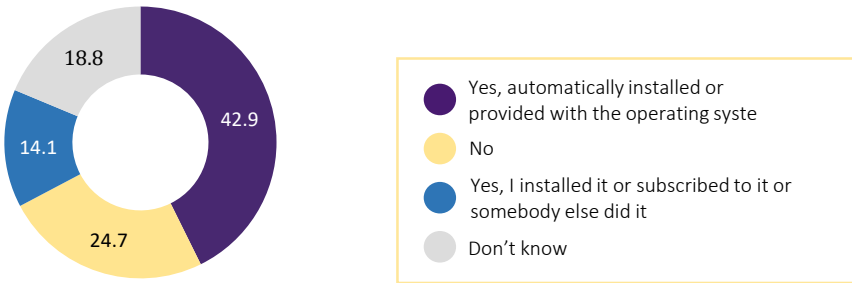 18.8
42.9
14.1
24.7
Yes, automatically installed or
provided with the operating syste
No
Yes, I installed it or subscribed to it or
somebody else did it
Don’t know